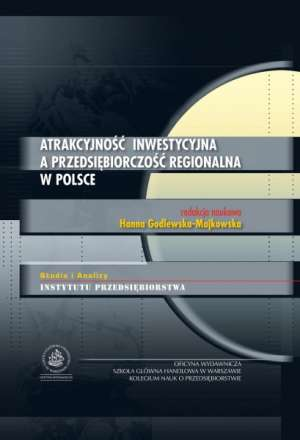 ATRAKCYJNOŚĆ INWESTYCYJNA
A PRZEDSIĘBIORCZOŚĆ REGIONALNA
W POLSCE
redakcja naukowa
Hanna Godlewska-Majkowska
Studia i Analizy
INSTYTUTU PRZEDSIĘBIORSTWA
OFICYNA WYDAWNICZA
SZKOŁA GŁÓWNA HANDLOWA W WARSZAWIE
KOLEGIUM NAUK O PRZEDSIĘBIORSTWIE